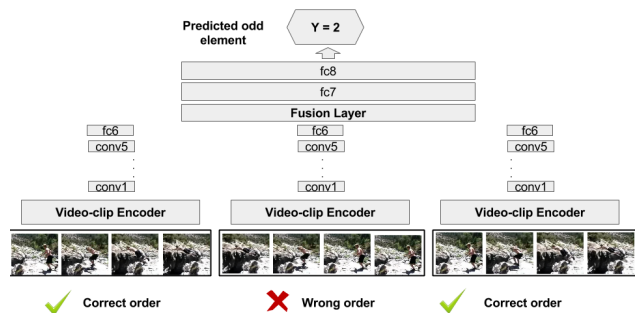 Predicted odd
element
Y = 2
fc8
fc7
Fusion Layer
fc6 fc6 fc6
conv5 conv5 conv5
conv1 conv1 conv1
Video-clip Encoder Video-clip Encoder Video-clip Encoder
Correct order Wrong order Correct order